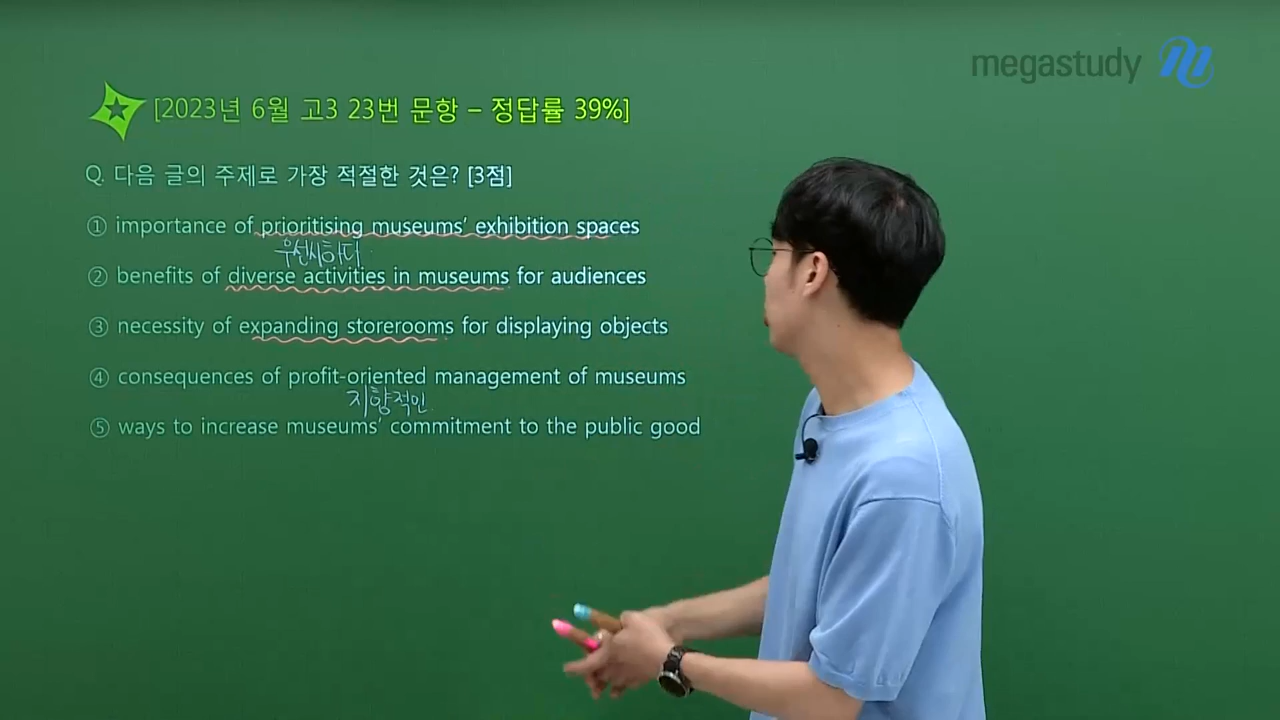 megastudy
[2023년 6월 고3 23번 문항 – 정답률 39%]
Q. 다음 글의 주제로 가장 적절한 것은? [3점]
① importance of prioritising museums’ exhibition spaces
우선시하다
② benefits of diverse activities in museums for audiences
③ necessity of expanding storerooms for displaying objects
④ consequences of profit-oriented management of museums
지향적인
⑤ ways to increase museums’ commitment to the public good